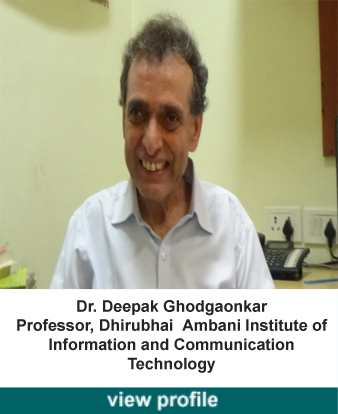 Dr. Deepak Ghodgaonkar
Professor, Dhirubhai Ambani Institute of
Information and Communication
Technology
view profile